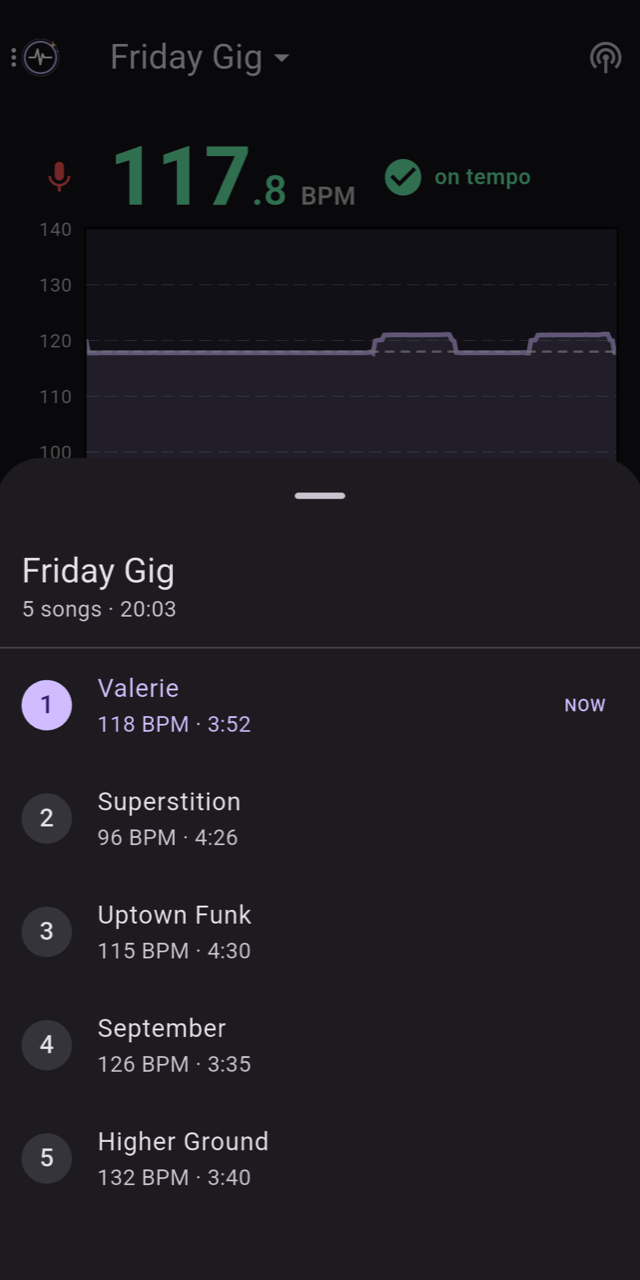 Friday Gig
117.8 BPM
on tempo
140
130
120
110
100
Friday Gig
5 songs · 20:03
1
Valerie
118 BPM · 3:52
NOW
2
Superstition
96 BPM · 4:26
3
Uptown Funk
115 BPM · 4:30
4
September
126 BPM · 3:35
5
Higher Ground
132 BPM · 3:40